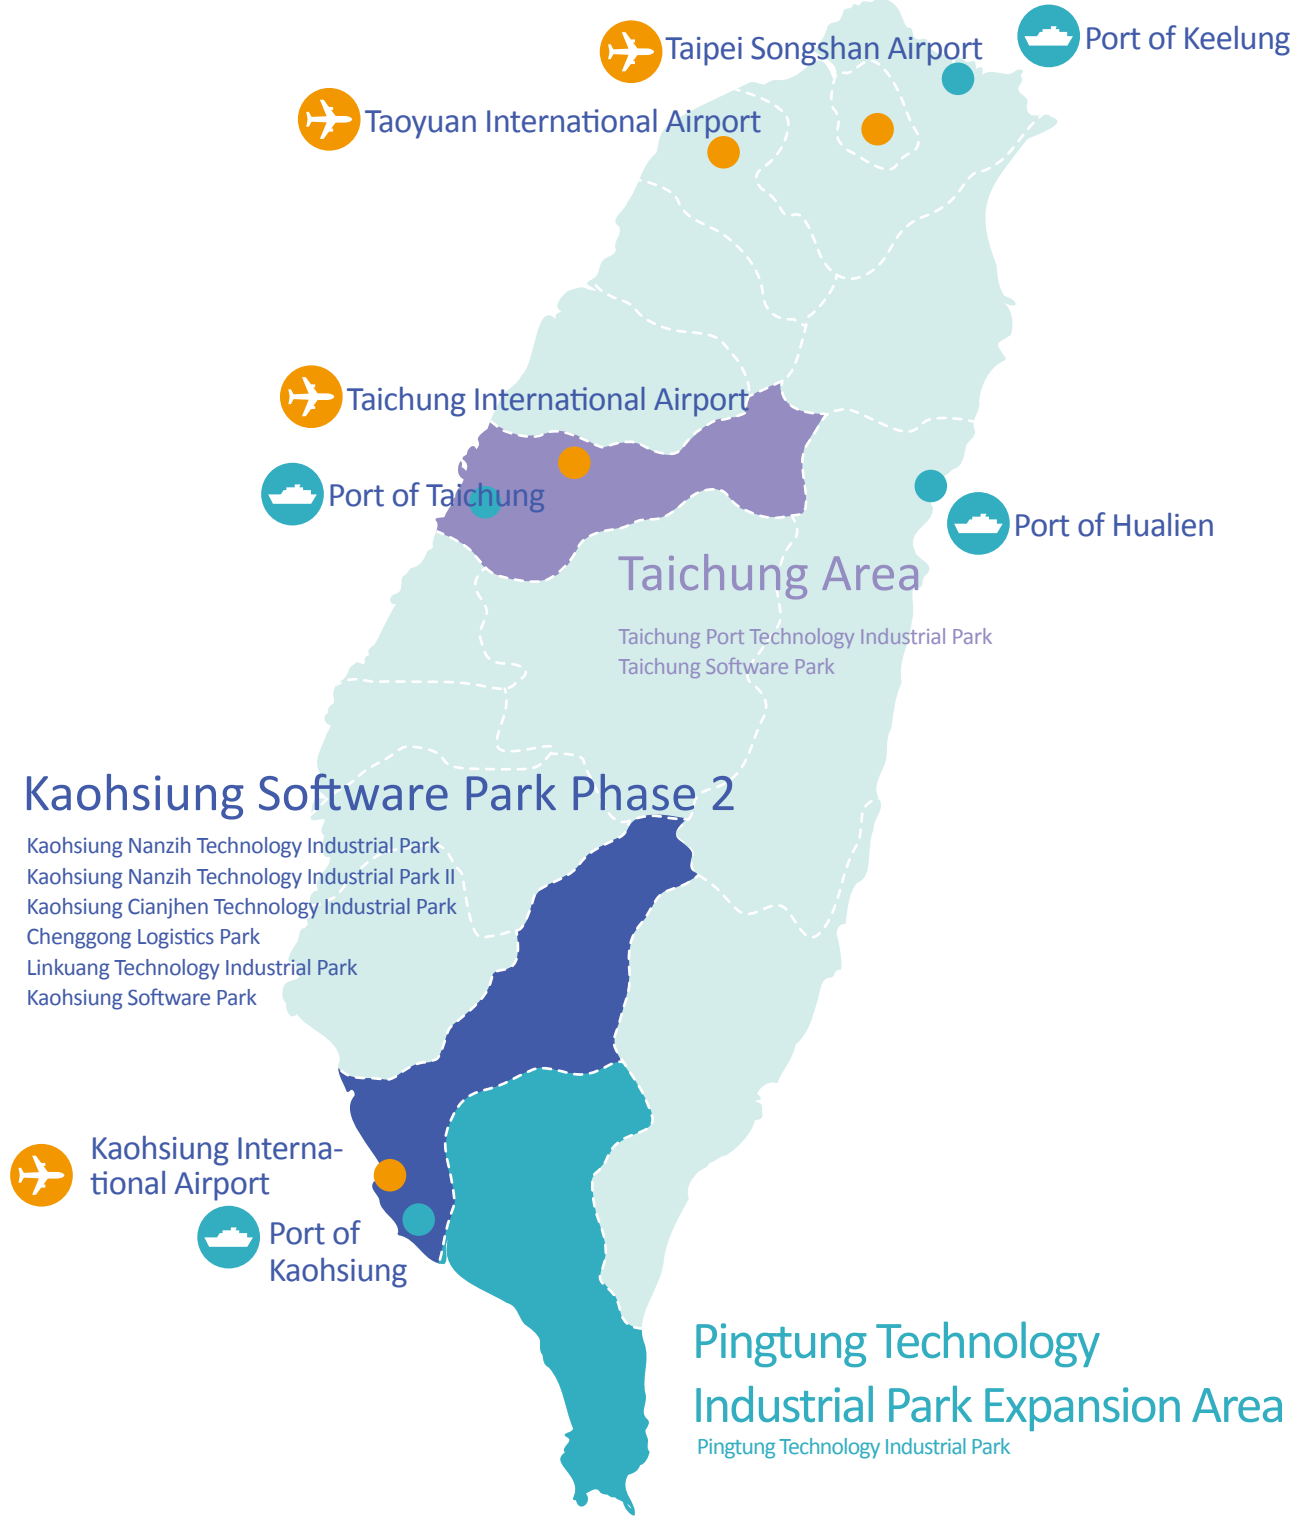 Taipei Songshan Airport
Port of Keelung
Taoyuan International Airport
Taichung International Airport
Port of Taichung
Port of Hualien
Taichung Area
Taichung Port Technology Industrial Park
Taichung Software Park
Kaohsiung Software Park Phase 2
Kaohsiung Nanzih Technology Industrial Park
Kaohsiung Nanzih Technology Industrial Park II
Kaohsiung Cianjhen Technology Industrial Park
Chenggong Logistics Park
Linkuang Technology Industrial Park
Kaohsiung Software Park
Kaohsiung Interna-
tional Airport
Port of
Kaohsiung
Pingtung Technology
Industrial Park Expansion Area
Pingtung Technology Industrial Park